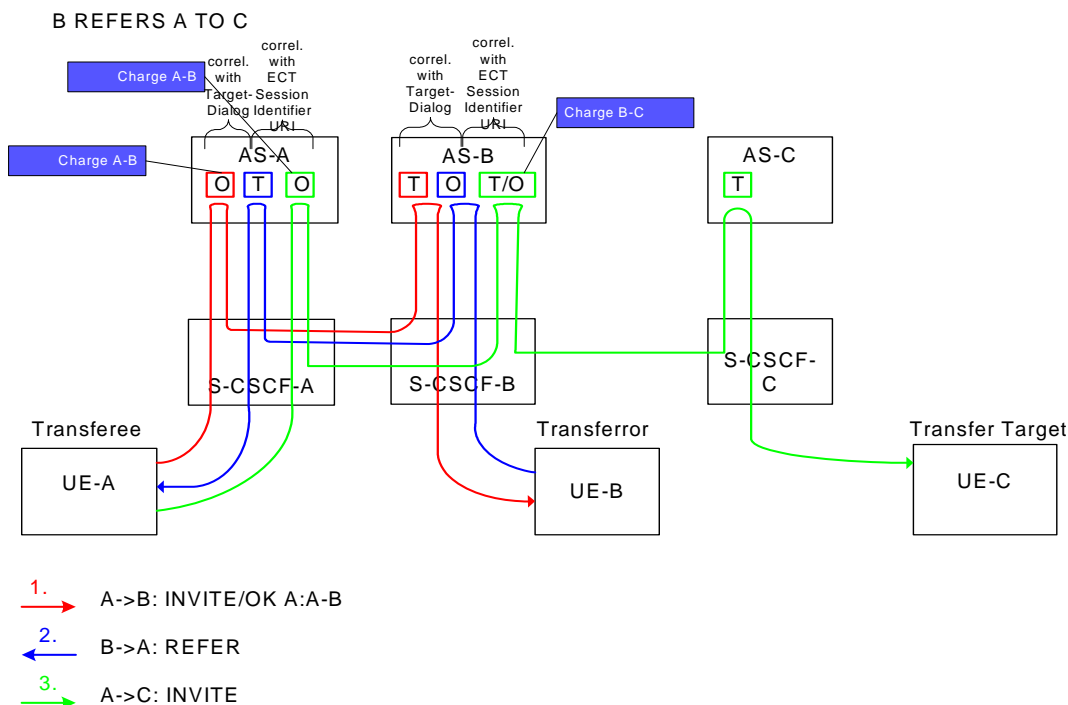 B REFERS A TO C
correl.
with
Target-
Dialog
correl.
with
ECT
Session
Identifier
URI
correl.
with
Target-
Dialog
correl.
with
ECT
Session
Identifier
URI
Charge A-B
Charge A-B
Charge B-C
AS-A
O T O
AS-B
T O T/O
AS-C
T
S-CSCF-A
S-CSCF-B
S-CSCF-
C
Transferee
UE-A
Transferror
UE-B
Transfer Target
UE-C
1. A->B: INVITE/OK A:A-B
2. B->A: REFER
3. A->C: INVITE